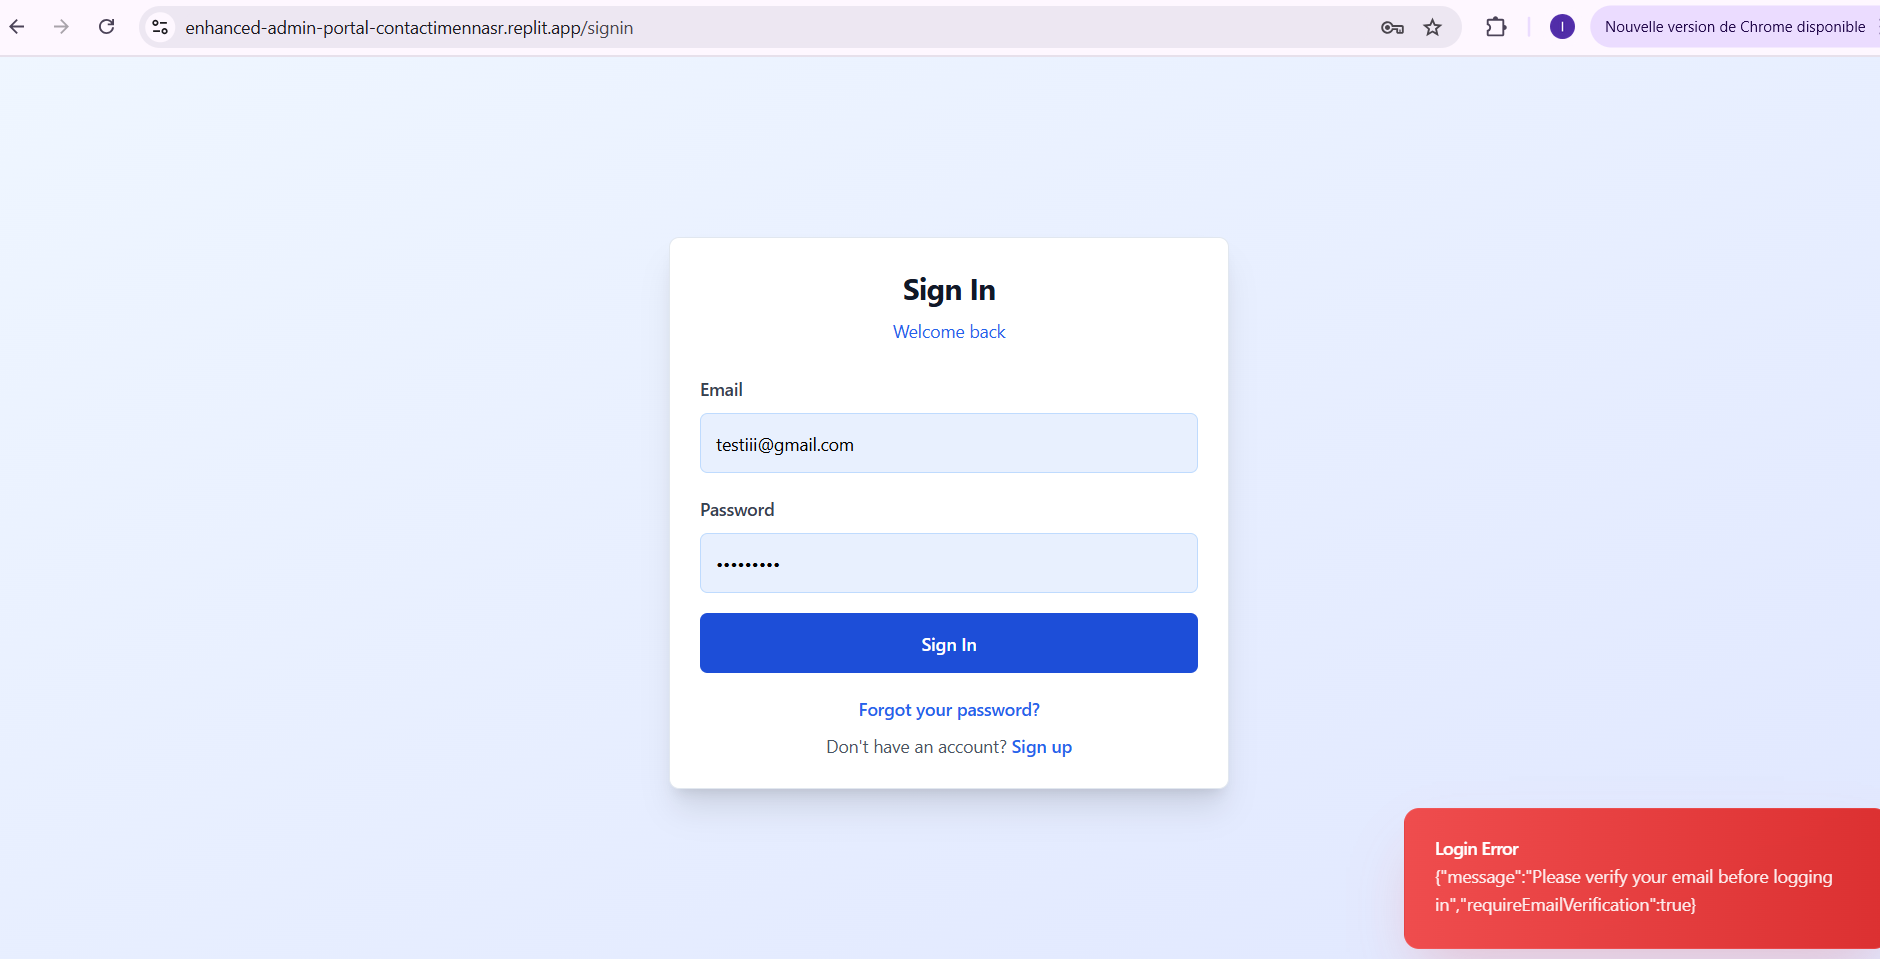 enhanced-admin-portal-contactimennasr.replit.app/signin
I
Nouvelle version de Chrome disponible
Sign In
Welcome back
Email
testiii@gmail.com
Password
•••••••••
Sign In
Forgot your password?
Don't have an account? Sign up
Login Error
{"message":"Please verify your email before logging
in","requireEmailVerification":true}